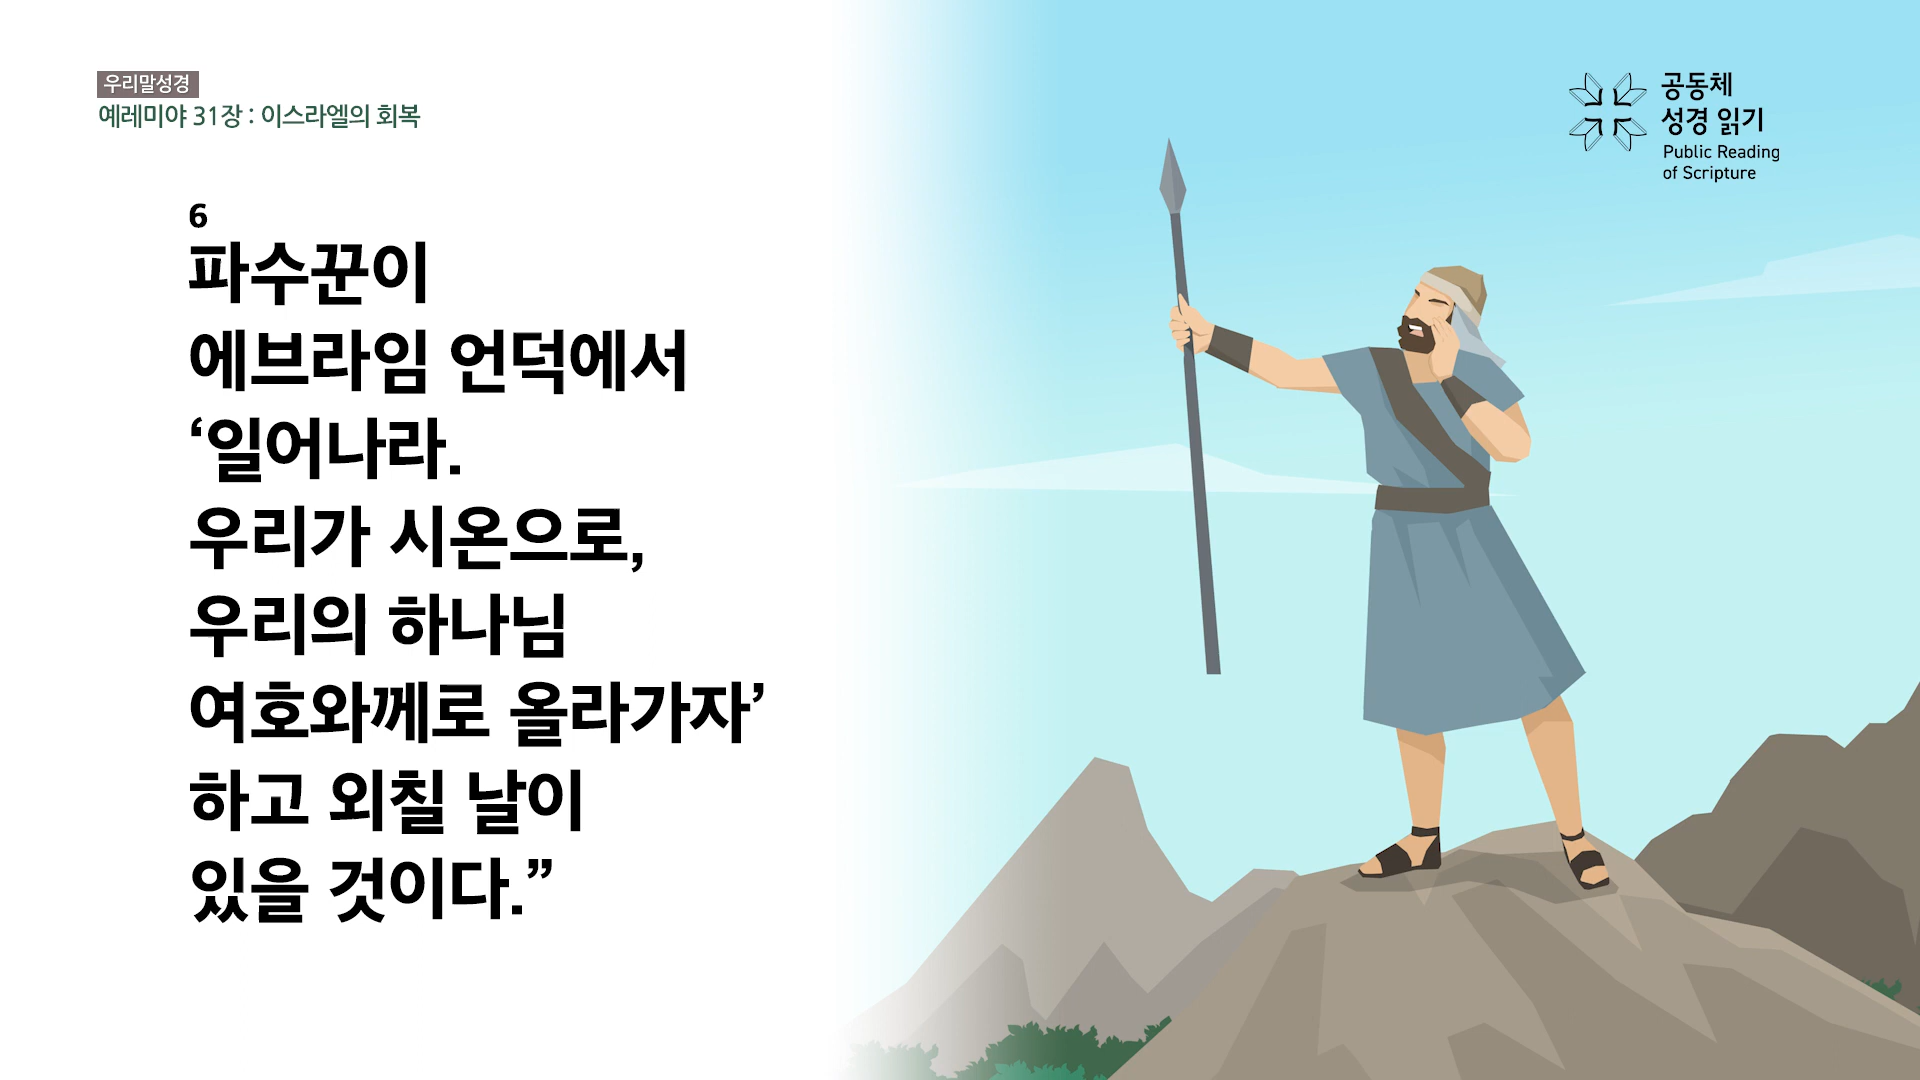 우리말성경
예레미야 31장 : 이스라엘의 회복
공동체
성경 읽기
Public Reading
of Scripture
6
파수꾼이
에브라임 언덕에서
‘일어나라.
우리가 시온으로,
우리의 하나님
여호와께로 올라가자’
하고 외칠 날이
있을 것이다.”